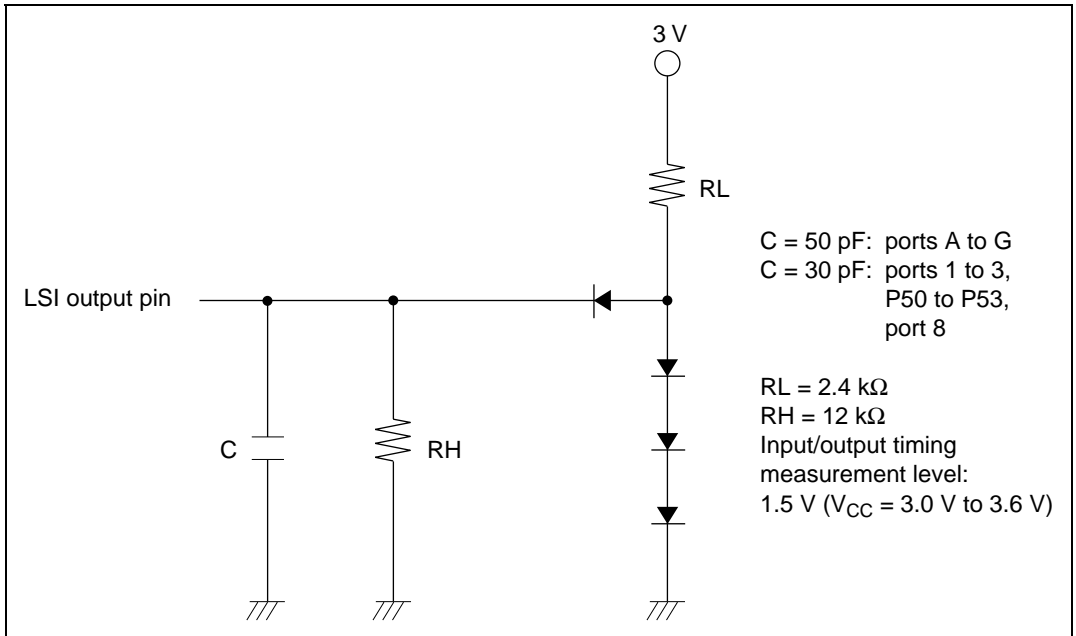 3 V
RL
C = 50 pF: ports A to G
C = 30 pF: ports 1 to 3,
P50 to P53,
port 8
LSI output pin
RL = 2.4 kΩ
RH = 12 kΩ
C
RH
Input/output timing
measurement level:
1.5 V (VCC = 3.0 V to 3.6 V)